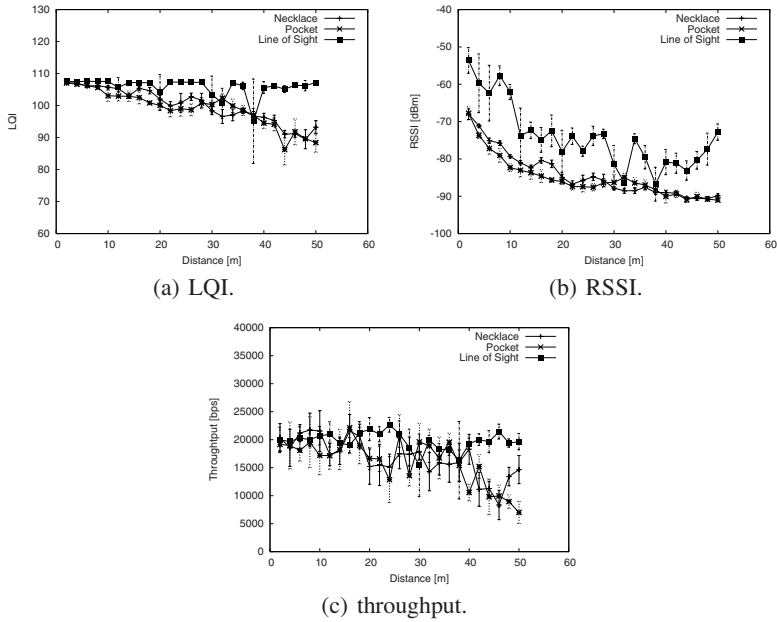 130
120
110
100
90
80
70
60
LQI
0 10 20 30 40 50 60
Distance [m]
Necklace
Pocket
Line of Sight
(a) LQI.
-40
-50
-60
-70
-80
-90
-100
RSSI [dBm]
0 10 20 30 40 50 60
Distance [m]
Necklace
Pocket
Line of Sight
(b) RSSI.
40000
35000
30000
25000
20000
15000
10000
5000
0
Throughtput [bps]
0 10 20 30 40 50 60
Distance [m]
Necklace
Pocket
Line of Sight
(c) throughput.